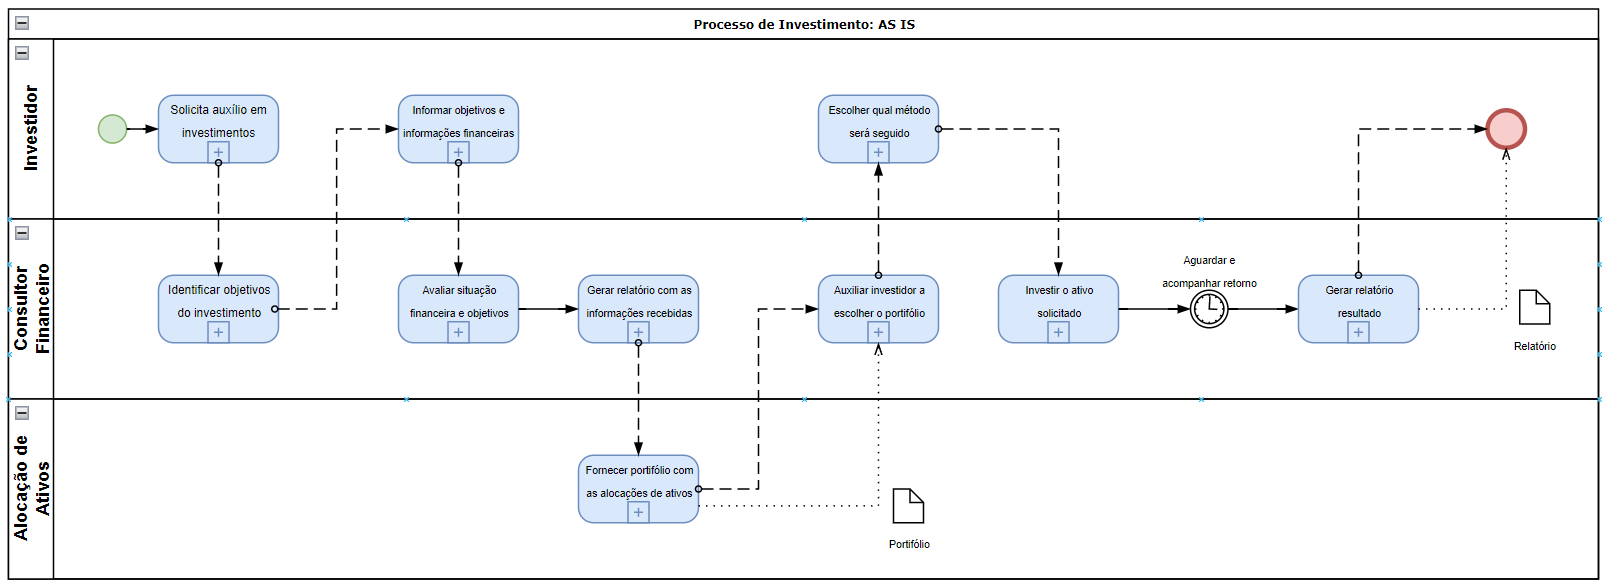 Processo de Investimento: AS IS
Investidor
Solicita auxílio em
investimentos
Informar objetivos e
informações financeiras
Escolher qual método
será seguido
Consultor
Financeiro
Identificar objetivos
do investimento
Avaliar situação
financeira e objetivos
Gerar relatório com as
informações recebidas
Auxiliar investidor a
escolher o portifólio
Investir o ativo
solicitado
Aguardar e
acompanhar retorno
Gerar relatório
resultado
Relatório
Alocação de
Ativos
Fornecer portifólio com
as alocações de ativos
Portifólio